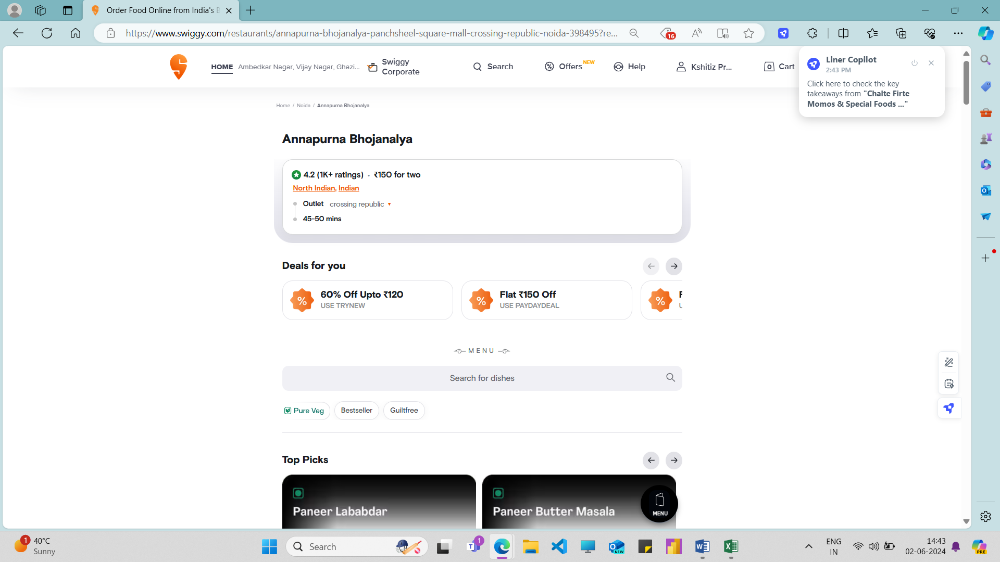 Order Food Online from India's B
https://www.swiggy.com/restaurants/annapurna-bhojanalya-panchsheel-square-mall-crossing-republic-noida-398495?re...
16
HOME Ambedkar Nagar, Vijay Nagar, Ghazi...
Swiggy
Corporate
Search
Offers NEW
Help
Kshitiz Pr...
0 Cart
Liner Copilot
2:43 PM
Click here to check the key
takeaways from "Chalte Firte
Momos & Special Foods ..."
Home / Noida / Annapurna Bhojanalya
Annapurna Bhojanalya
4.2 (1K+ ratings) • ₹150 for two
North Indian, Indian
Outlet crossing republic
45-50 mins
Deals for you
60% Off Upto ₹120
USE TRYNEW
Flat ₹150 Off
USE PAYDAYDEAL
MENU
Search for dishes
Pure Veg
Bestseller
Guiltfree
Top Picks
Paneer Lababdar
Paneer Butter Masala
MENU
1
40°C
Sunny
Search
1
NEW
ENG
IN
14:43
02-06-2024
PRE